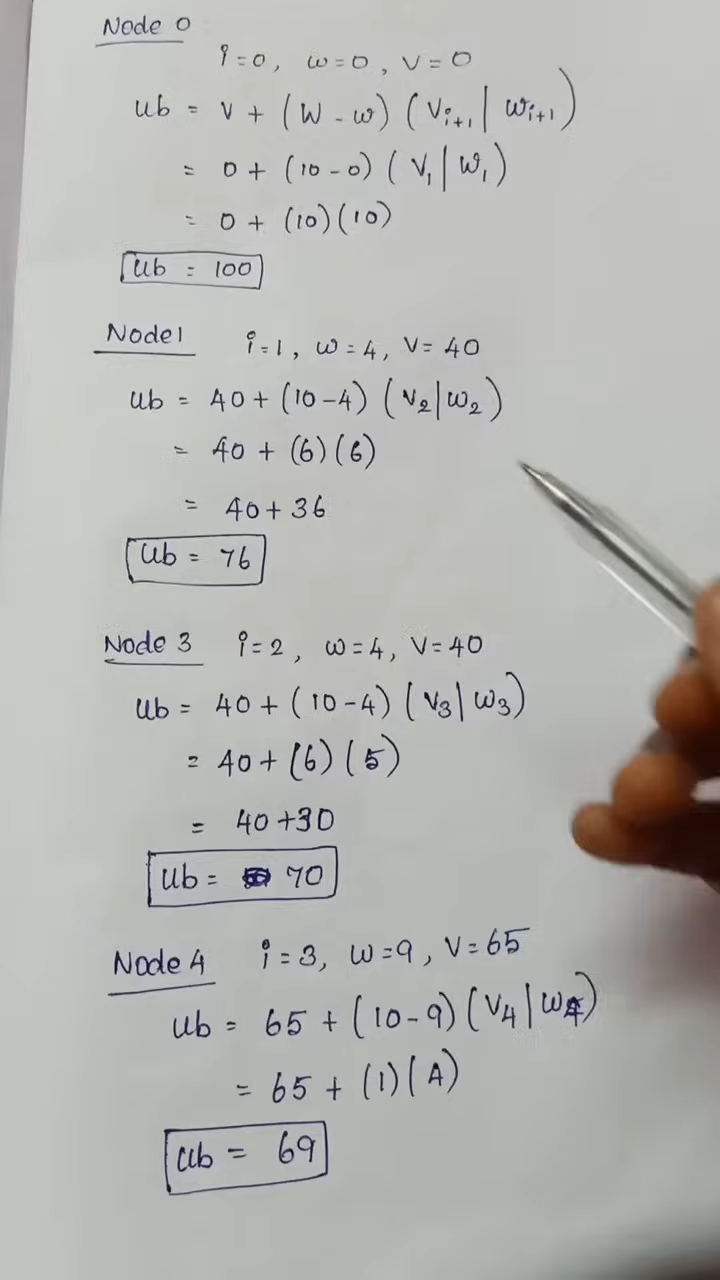 Node 0
i=0, w=0, V=0
Ub = V + (W - w) (Vi+1 | wi+1)
= 0 + (10-0) (V1 | w1)
= 0 + (10)(10)
Ub = 100
Node1 i=1, w=4, V=40
Ub = 40 + (10-4) (V2 | w2)
= 40 + (6)(6)
= 40+36
Ub = 76
Node 3 i=2, w=4, V=40
Ub = 40 + (10-4) (V3 | w3)
= 40 + (6)(5)
= 40+30
Ub = 70
Node 4 i=3, w=9, V=65
Ub = 65 + (10-9) (V4 | w4)
= 65 + (1)(4)
Ub = 69